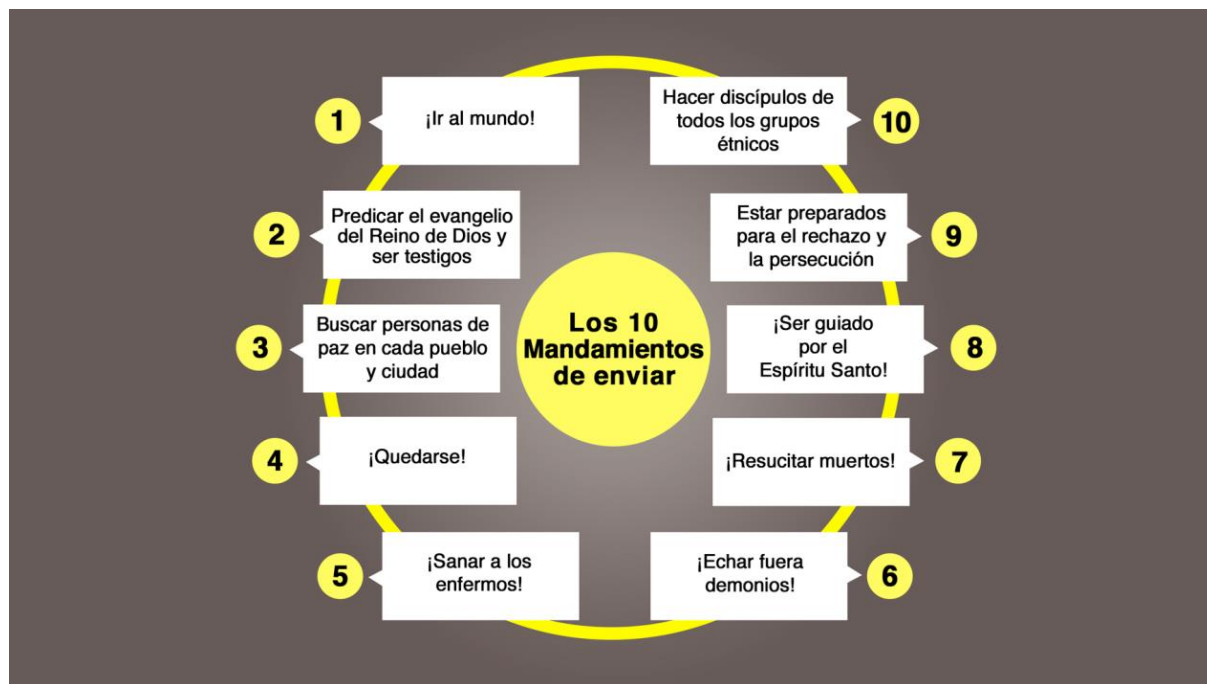 Los 10
Mandamientos
de enviar
1
¡Ir al mundo!
2
Predicar el evangelio
del Reino de Dios y
ser testigos
3
Buscar personas de
paz en cada pueblo
y ciudad
4
¡Quedarse!
5
¡Sanar a los
enfermos!
6
¡Echar fuera
demonios!
7
¡Resucitar muertos!
8
¡Ser guiado
por el
Espíritu Santo!
9
Estar preparados
para el rechazo y
la persecución
10
Hacer discípulos de
todos los grupos
étnicos